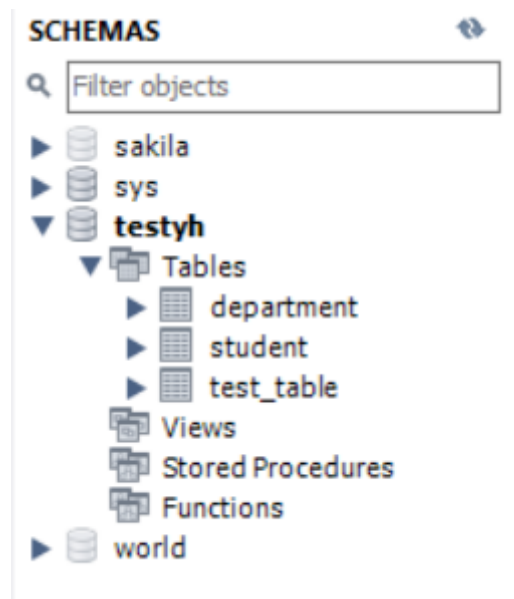 SCHEMAS
Filter objects
sakila
sys
testyh
Tables
department
student
test_table
Views
Stored Procedures
Functions
world